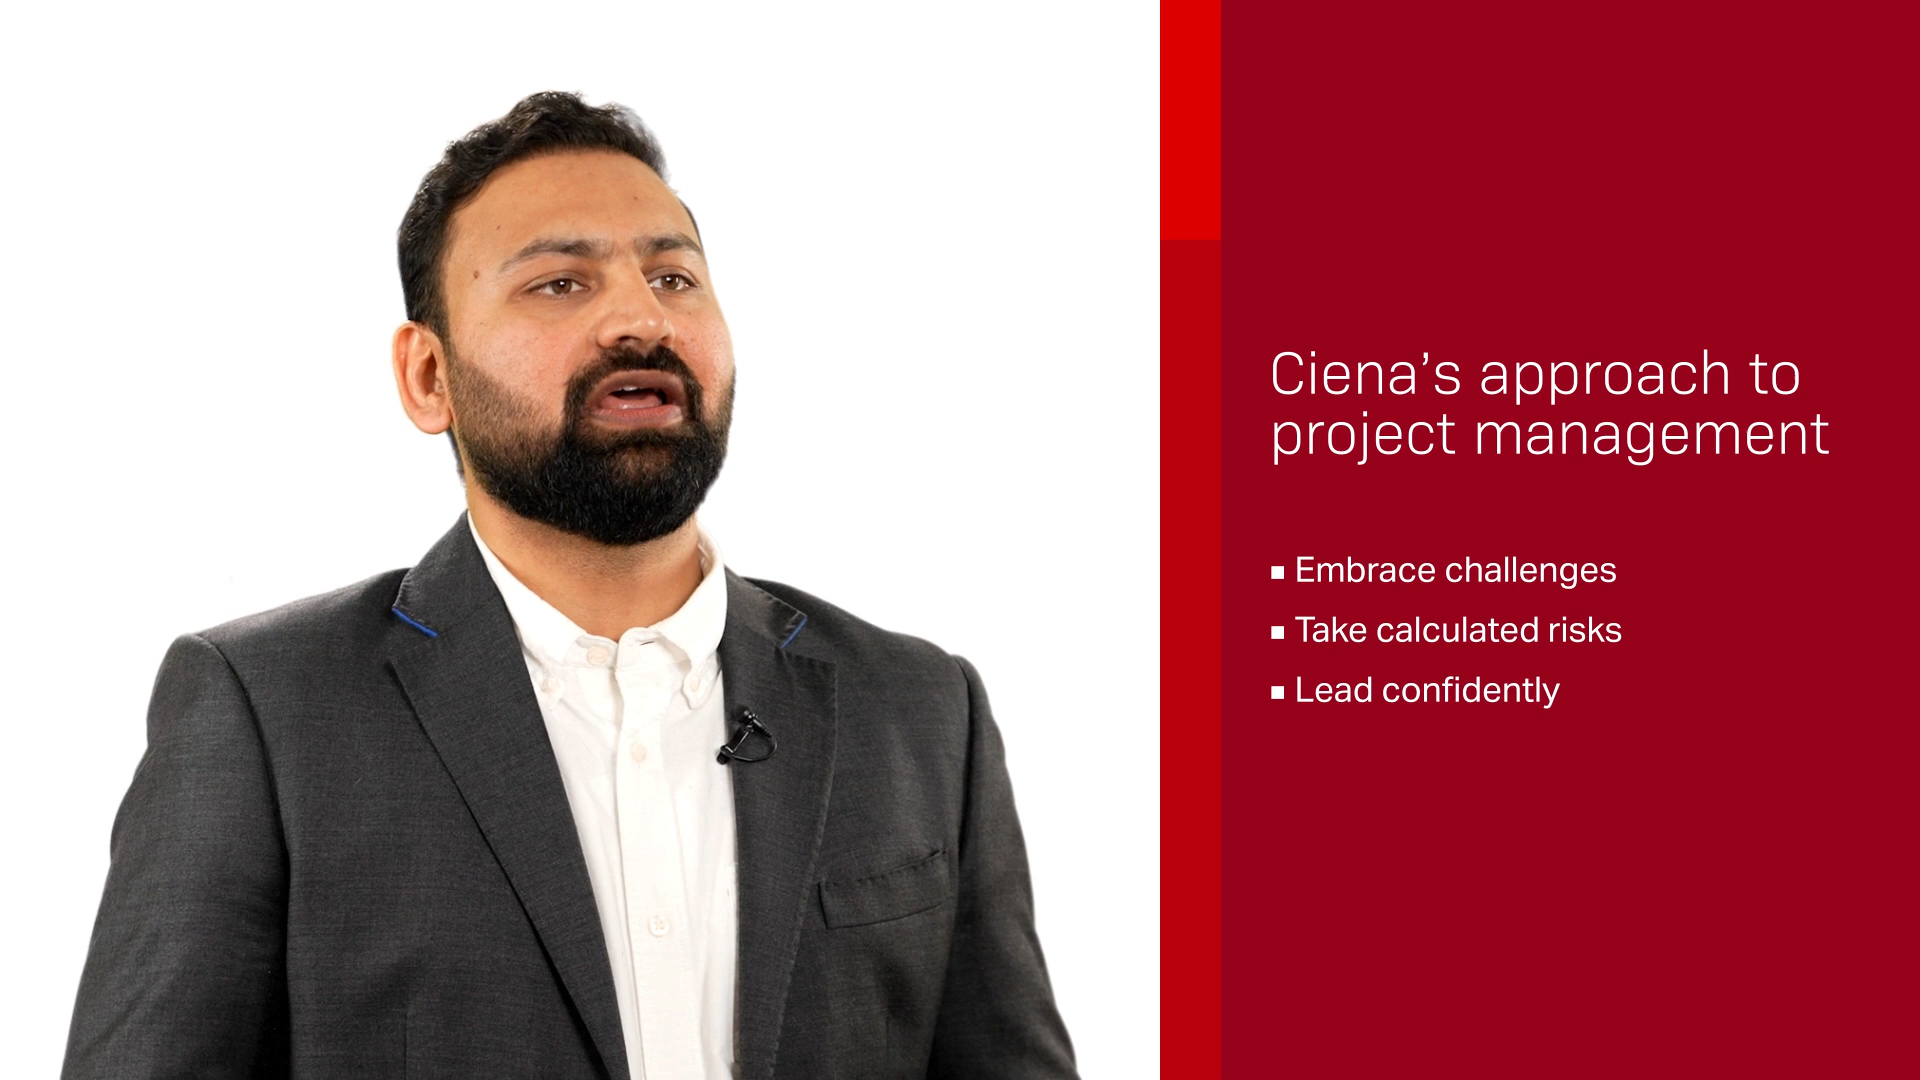 Ciena’s approach to
project management
▪ Embrace challenges
▪ Take calculated risks
▪ Lead confidently